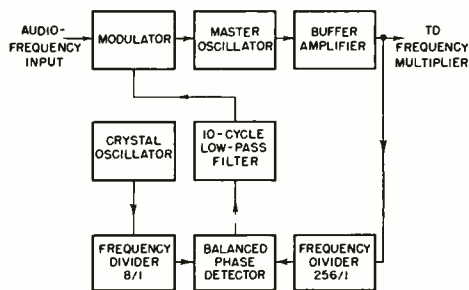 AUDIO-
FREQUENCY
INPUT
MODULATOR
MASTER
OSCILLATOR
BUFFER
AMPLIFIER
TO
FREQUENCY
MULTIPLIER
CRYSTAL
OSCILLATOR
10-CYCLE
LOW-PASS
FILTER
FREQUENCY
DIVIDER
8/1
BALANCED
PHASE
DETECTOR
FREQUENCY
DIVIDER
256/1